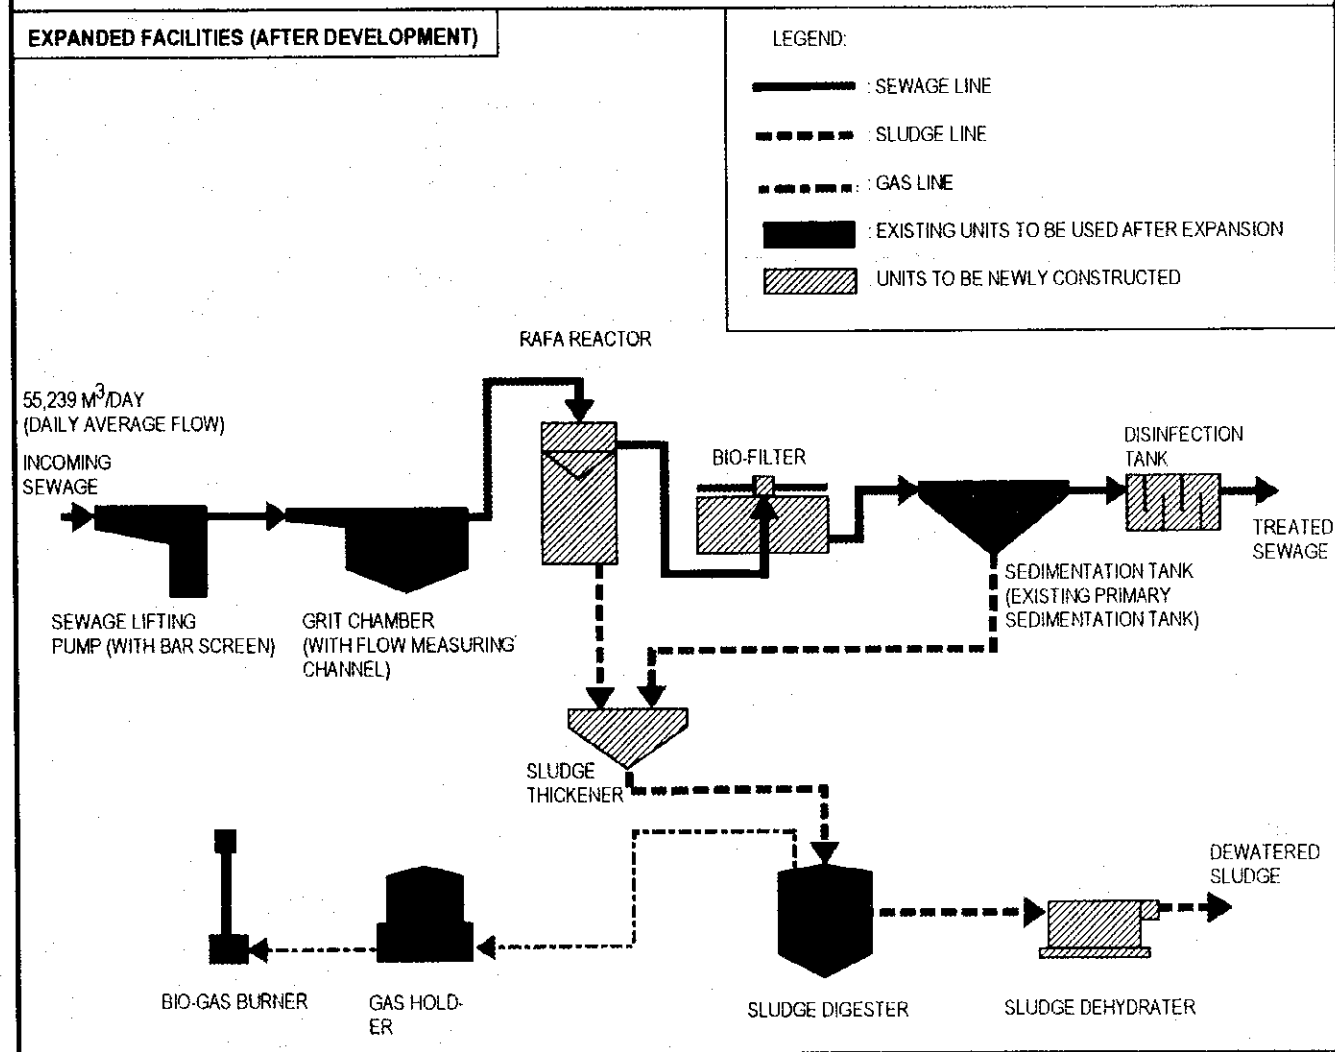 EXPANDED FACILITIES (AFTER DEVELOPMENT)
LEGEND:
: SEWAGE LINE
: SLUDGE LINE
: GAS LINE
: EXISTING UNITS TO BE USED AFTER EXPANSION
: UNITS TO BE NEWLY CONSTRUCTED
RAFA REACTOR
55,239 M³/DAY
(DAILY AVERAGE FLOW)
INCOMING
SEWAGE
BIO-FILTER
DISINFECTION
TANK
TREATED
SEWAGE
SEWAGE LIFTING
PUMP (WITH BAR SCREEN)
GRIT CHAMBER
(WITH FLOW MEASURING
CHANNEL)
SEDIMENTATION TANK
(EXISTING PRIMARY
SEDIMENTATION TANK)
SLUDGE
THICKENER
DEWATERED
SLUDGE
BIO-GAS BURNER
GAS HOLD-
ER
SLUDGE DIGESTER
SLUDGE DEHYDRATER